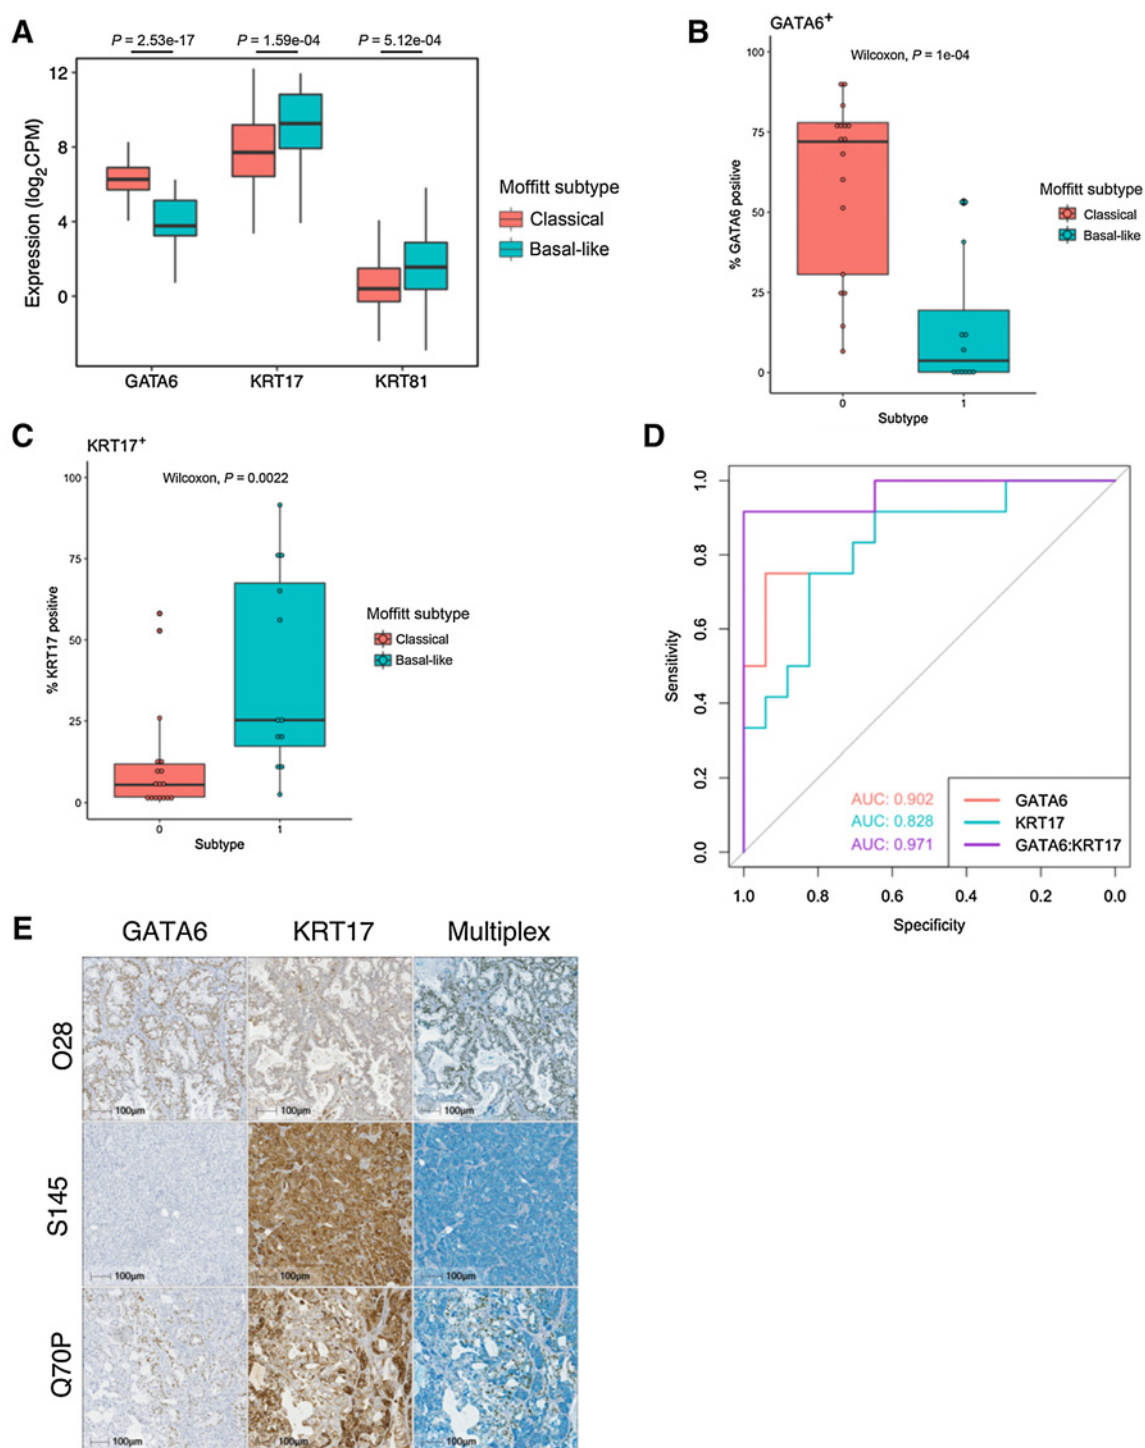 A
P = 2.53e-17 P = 1.59e-04 P = 5.12e-04
Expression (log2CPM)
12
8
4
0
GATA6 KRT17 KRT81
Moffitt subtype
Classical
Basal-like
B
GATA6+
Wilcoxon, P = 1e-04
% GATA6 positive
100
75
50
25
0
0 1
Subtype
Moffitt subtype
Classical
Basal-like
C
KRT17+
Wilcoxon, P = 0.0022
% KRT17 positive
100
75
50
25
0
0 1
Subtype
Moffitt subtype
Classical
Basal-like
D
Sensitivity
1.0
0.8
0.6
0.4
0.2
0.0
AUC: 0.902
AUC: 0.828
AUC: 0.971
GATA6
KRT17
GATA6:KRT17
1.0 0.8 0.6 0.4 0.2 0.0
Specificity
E
GATA6 KRT17 Multiplex
O28
100μm 100μm 100μm
S145
100μm 100μm 100μm
Q70P
100μm 100μm 100μm